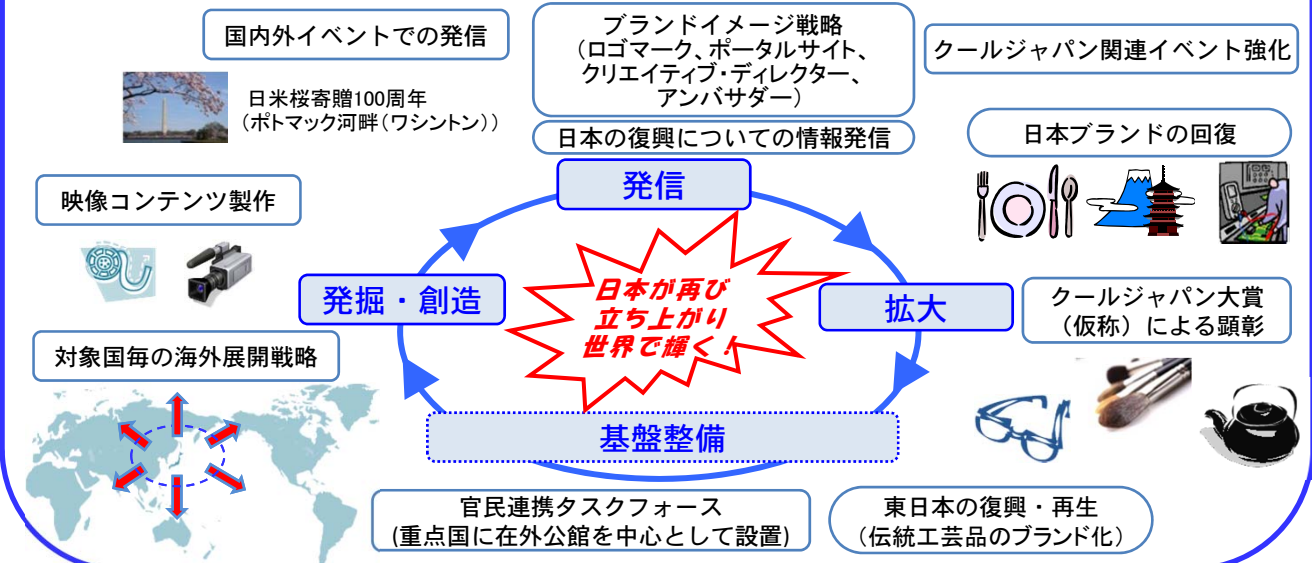 国内外イベントでの発信
ブランドイメージ戦略
（ロゴマーク、ポータルサイト、
クリエイティブ・ディレクター、
アンバサダー）
クールジャパン関連イベント強化
日米桜寄贈100周年
（ポトマック河畔（ワシントン））
日本の復興についての情報発信
日本ブランドの回復
発信
映像コンテンツ製作
発掘・創造
日本が再び
立ち上がり
世界で輝く！
拡大
クールジャパン大賞
（仮称）による顕彰
対象国毎の海外展開戦略
基盤整備
官民連携タスクフォース
(重点国に在外公館を中心として設置)
東日本の復興・再生
（伝統工芸品のブランド化）